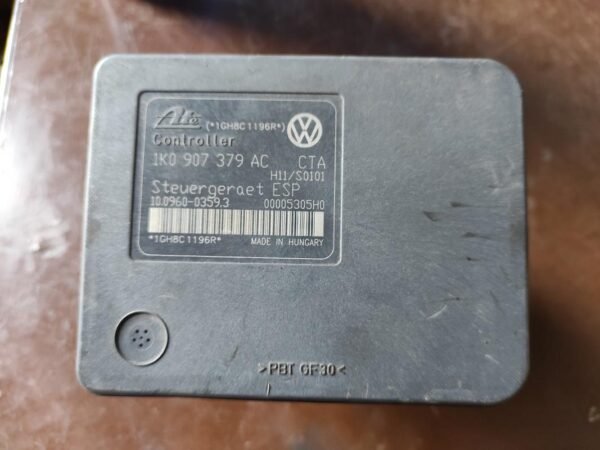 Ate (*1GH8C1196R*)
Controller
1K0 907 379 AC CTA
H11/S0101
Steuergeraet ESP
10.0960-0359.3 00005305H0
*1GH8C1196R* MADE IN HUNGARY
>PBT GF30<